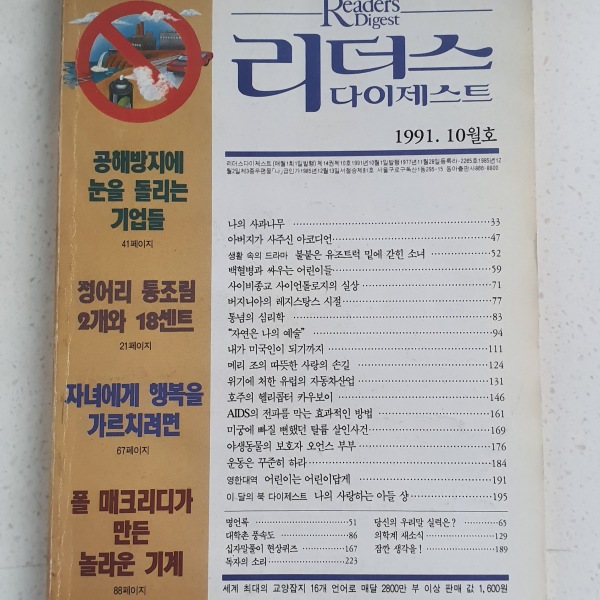 Readers
Digest
리더스
다이제스트
1991. 10월호
공해방지에
눈을 돌리는
기업들
41페이지
정어리 통조림
2개와 18센트
21페이지
자녀에게 행복을
가르치려면
67페이지
폴 매크리디가
만든
놀라운 기계
88페이지
나의 사과나무 33
아버지가 사주신 아코디언 47
생활 속의 드라마 불붙은 유조트럭 밑에 갇힌 소녀 52
백혈병과 싸우는 어린이들 59
사이비종교 사이언톨로지의 실상 71
버지니아의 레지스탕스 시절 77
통념의 심리학 83
“자연은 나의 예술” 94
내가 미국인이 되기까지 111
메리 조의 따뜻한 사랑의 손길 124
위기에 처한 유럽의 자동차산업 131
호주의 헬리콥터 카우보이 146
AIDS의 전파를 막는 효과적인 방법 161
미궁에 빠질 뻔했던 탈륨 살인사건 169
야생동물의 보호자 오언스 부부 176
운동은 꾸준히 하라 184
영한대역 어린이는 어린이답게 191
이 달의 북 다이제스트 나의 사랑하는 아들 샹 195
명언록 51
대학촌 풍속도 86
십자말풀이 현상퀴즈 167
독자의 소리 223
당신의 우리말 실력은? 65
의학계 새소식 129
잠깐 생각을! 189
세계 최대의 교양잡지 16개 언어로 매달 2800만 부 이상 판매 값 1,600원